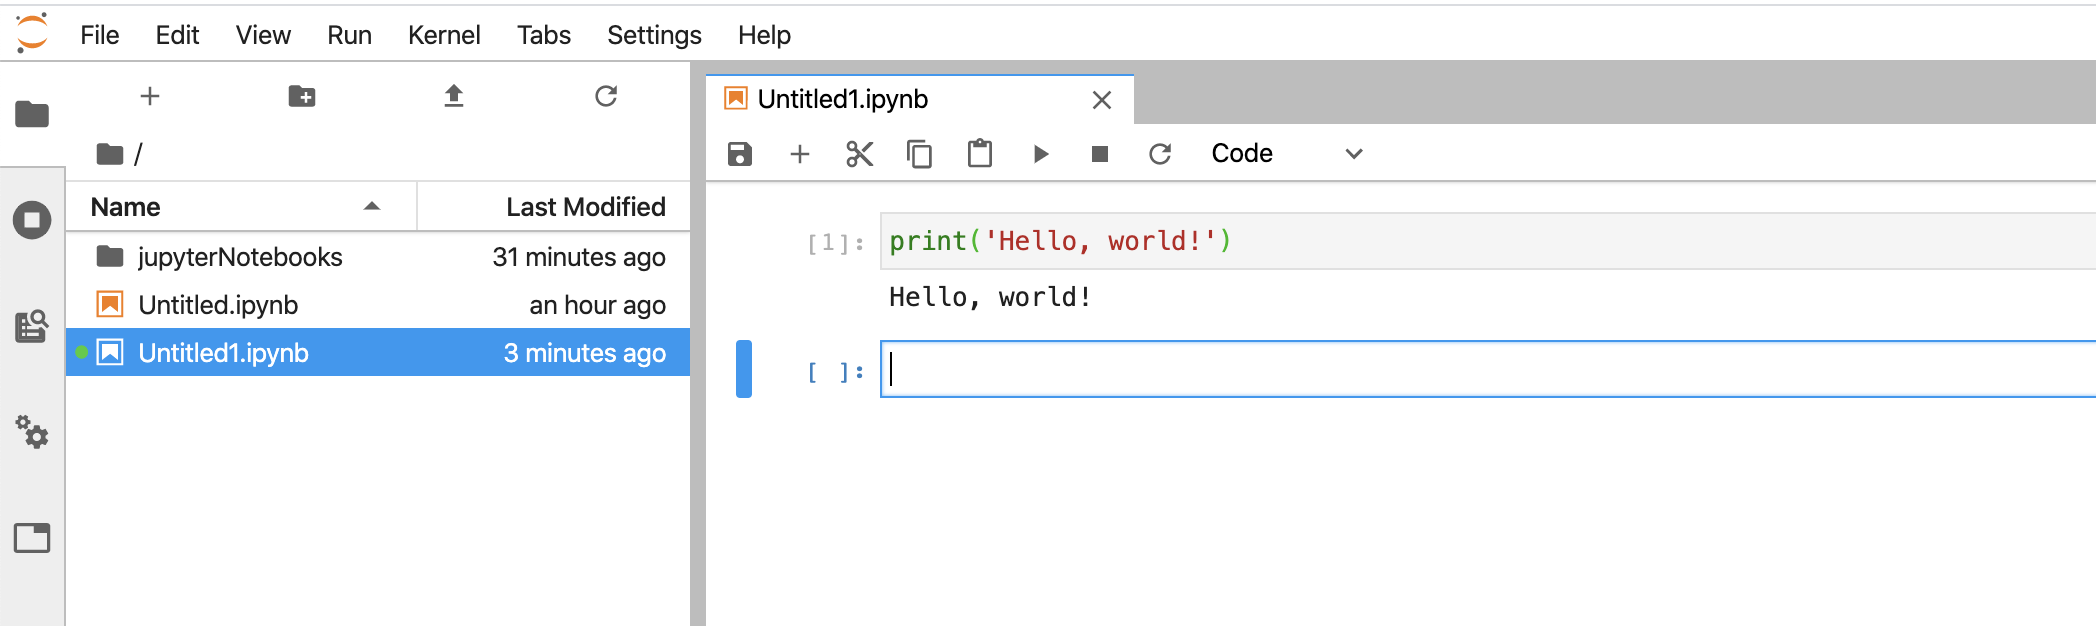 File Edit View Run Kernel Tabs Settings Help
/
Name Last Modified
jupyterNotebooks 31 minutes ago
Untitled.ipynb an hour ago
Untitled1.ipynb 3 minutes ago
Untitled1.ipynb
Code
[1]: print('Hello, world!')
Hello, world!
[ ]: